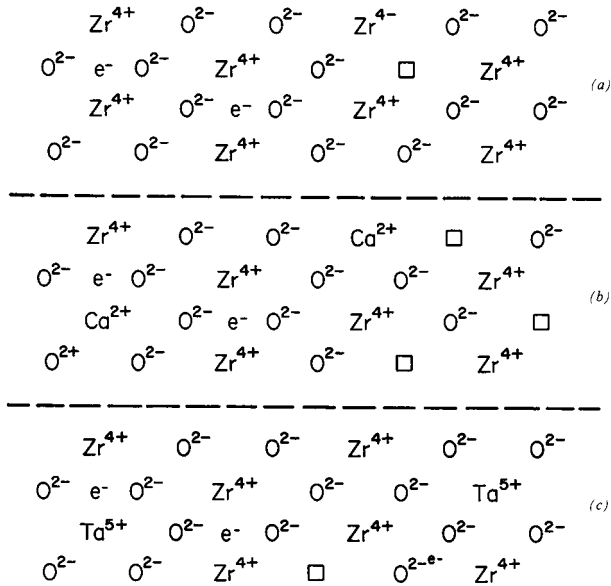 Zr⁴⁺ O²⁻ O²⁻ Zr⁴⁻ O²⁻ O²⁻
O²⁻ e⁻ O²⁻ Zr⁴⁺ O²⁻ □ Zr⁴⁺
(a)
Zr⁴⁺ O²⁻ e⁻ O²⁻ Zr⁴⁺ O²⁻ O²⁻
O²⁻ O²⁻ Zr⁴⁺ O²⁻ O²⁻ Zr⁴⁺
Zr⁴⁺ O²⁻ O²⁻ Ca²⁺ □ O²⁻
O²⁻ e⁻ O²⁻ Zr⁴⁺ O²⁻ O²⁻ Zr⁴⁺
(b)
Ca²⁺ O²⁻ e⁻ O²⁻ Zr⁴⁺ O²⁻ □
O²⁺ O²⁻ Zr⁴⁺ O²⁻ □ Zr⁴⁺
Zr⁴⁺ O²⁻ O²⁻ Zr⁴⁺ O²⁻ O²⁻
O²⁻ e⁻ O²⁻ Zr⁴⁺ O²⁻ O²⁻ Ta⁵⁺
(c)
Ta⁵⁺ O²⁻ e⁻ O²⁻ Zr⁴⁺ O²⁻ O²⁻
O²⁻ O²⁻ Zr⁴⁺ □ O²⁻ᵉ⁻ Zr⁴⁺